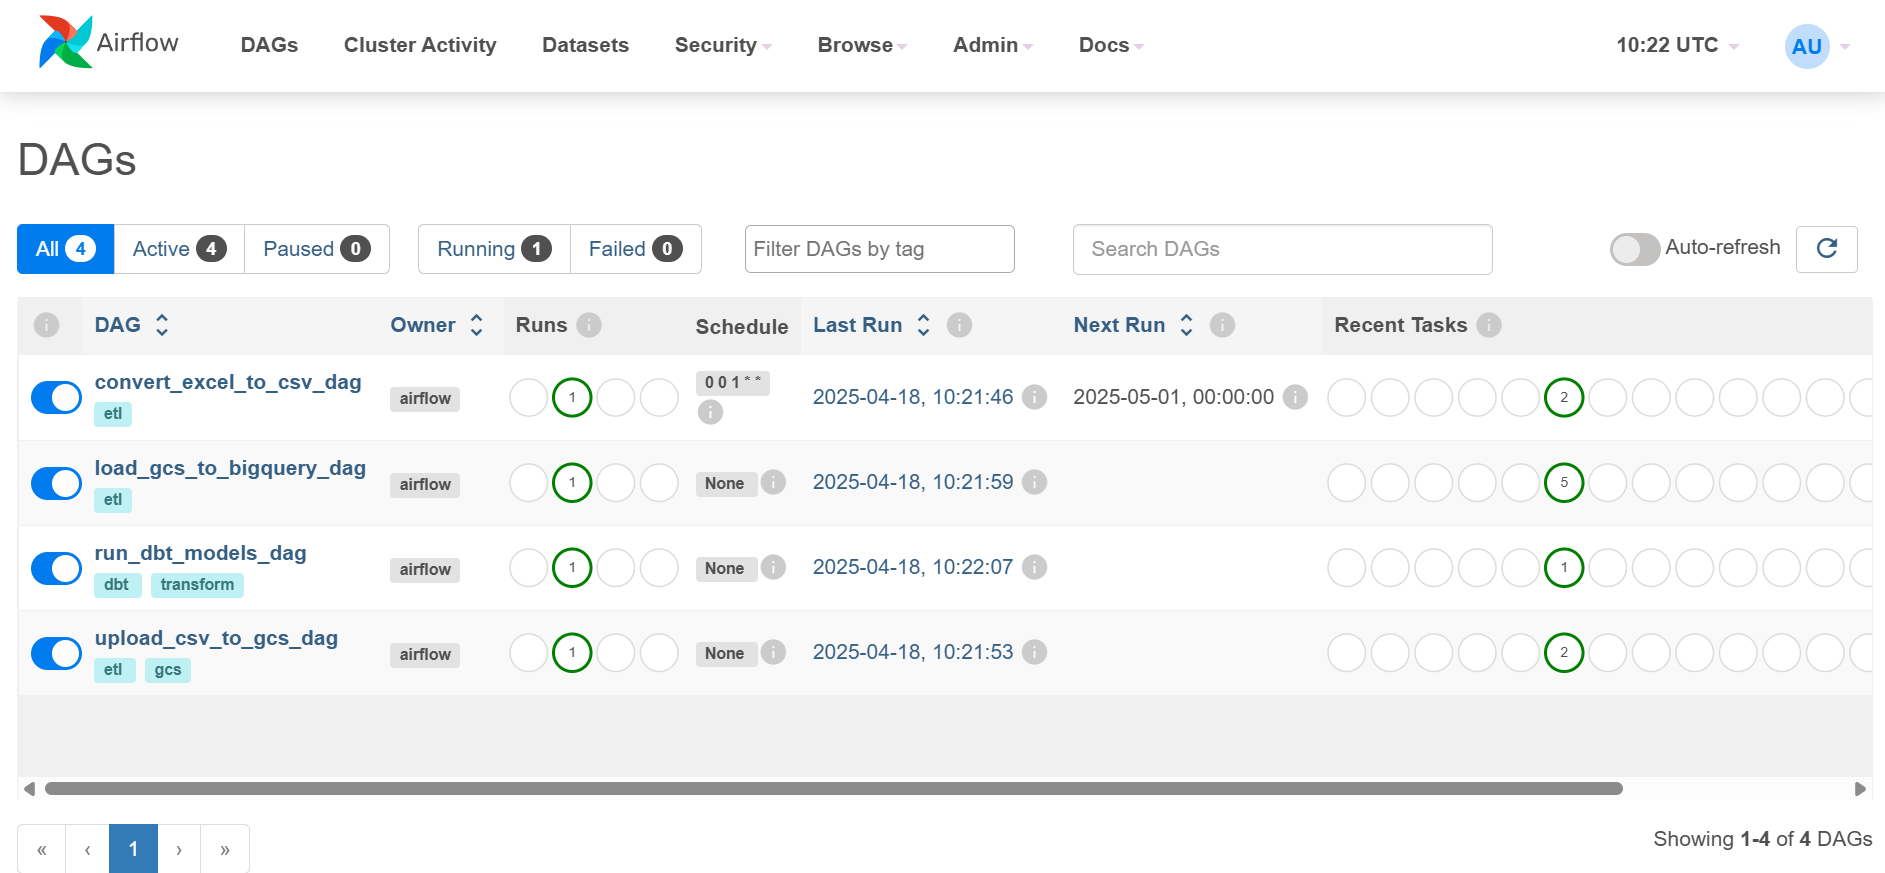 Airflow DAGs Cluster Activity Datasets Security Browse Admin Docs 10:22 UTC AU
DAGs
All 4 Active 4 Paused 0 Running 1 Failed 0 Filter DAGs by tag Search DAGs Auto-refresh
i DAG Owner Runs i Schedule Last Run i Next Run i Recent Tasks i
convert_excel_to_csv_dag airflow 1 0 0 1 * * 2025-04-18, 10:21:46 i 2025-05-01, 00:00:00 i 2
etl i
load_gcs_to_bigquery_dag airflow 1 None i 2025-04-18, 10:21:59 i 5
etl
run_dbt_models_dag airflow 1 None i 2025-04-18, 10:22:07 i 1
dbt transform
upload_csv_to_gcs_dag airflow 1 None i 2025-04-18, 10:21:53 i 2
etl gcs
« ‹ 1 › » Showing 1-4 of 4 DAGs